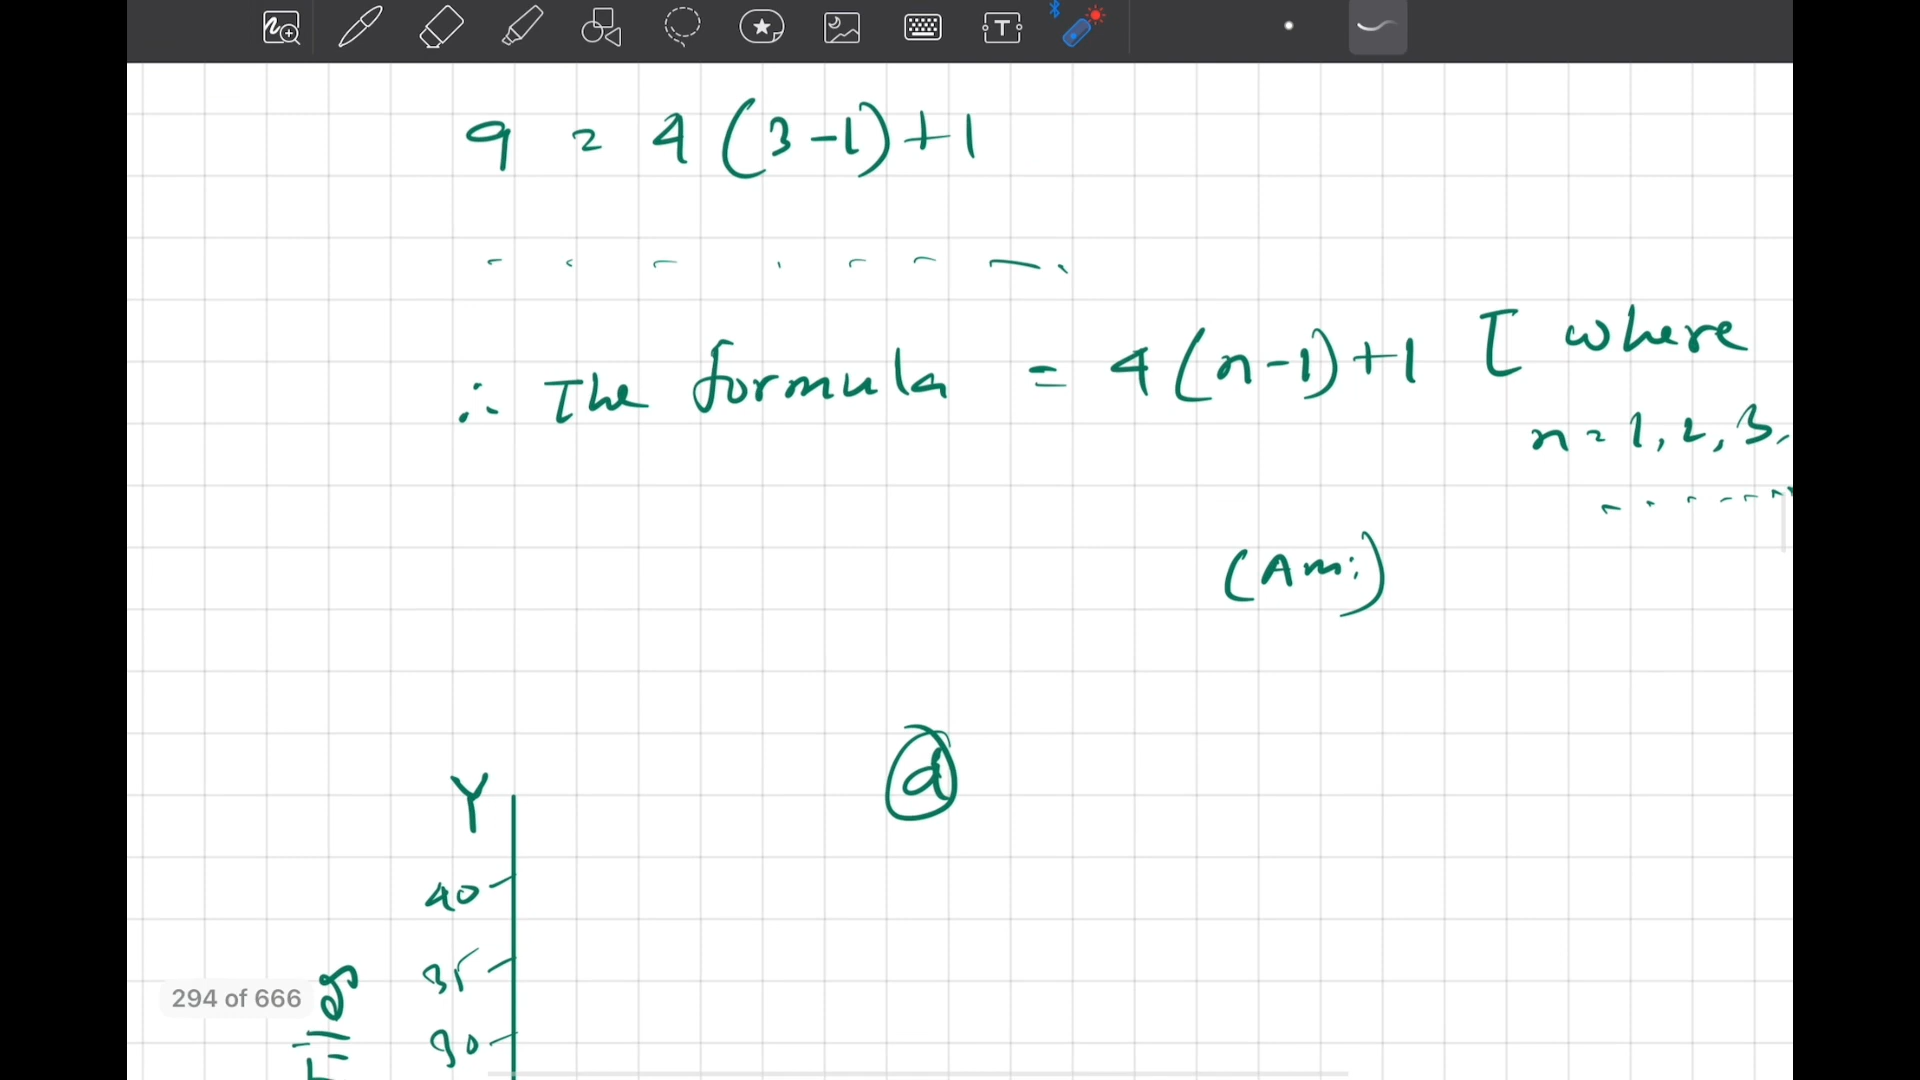 9 = 4 (3-1)+1
∴ The formula = 4(n-1)+1 [ where
n = 1, 2, 3,
(Ans:)
d
Y
40
35
30
294 of 666